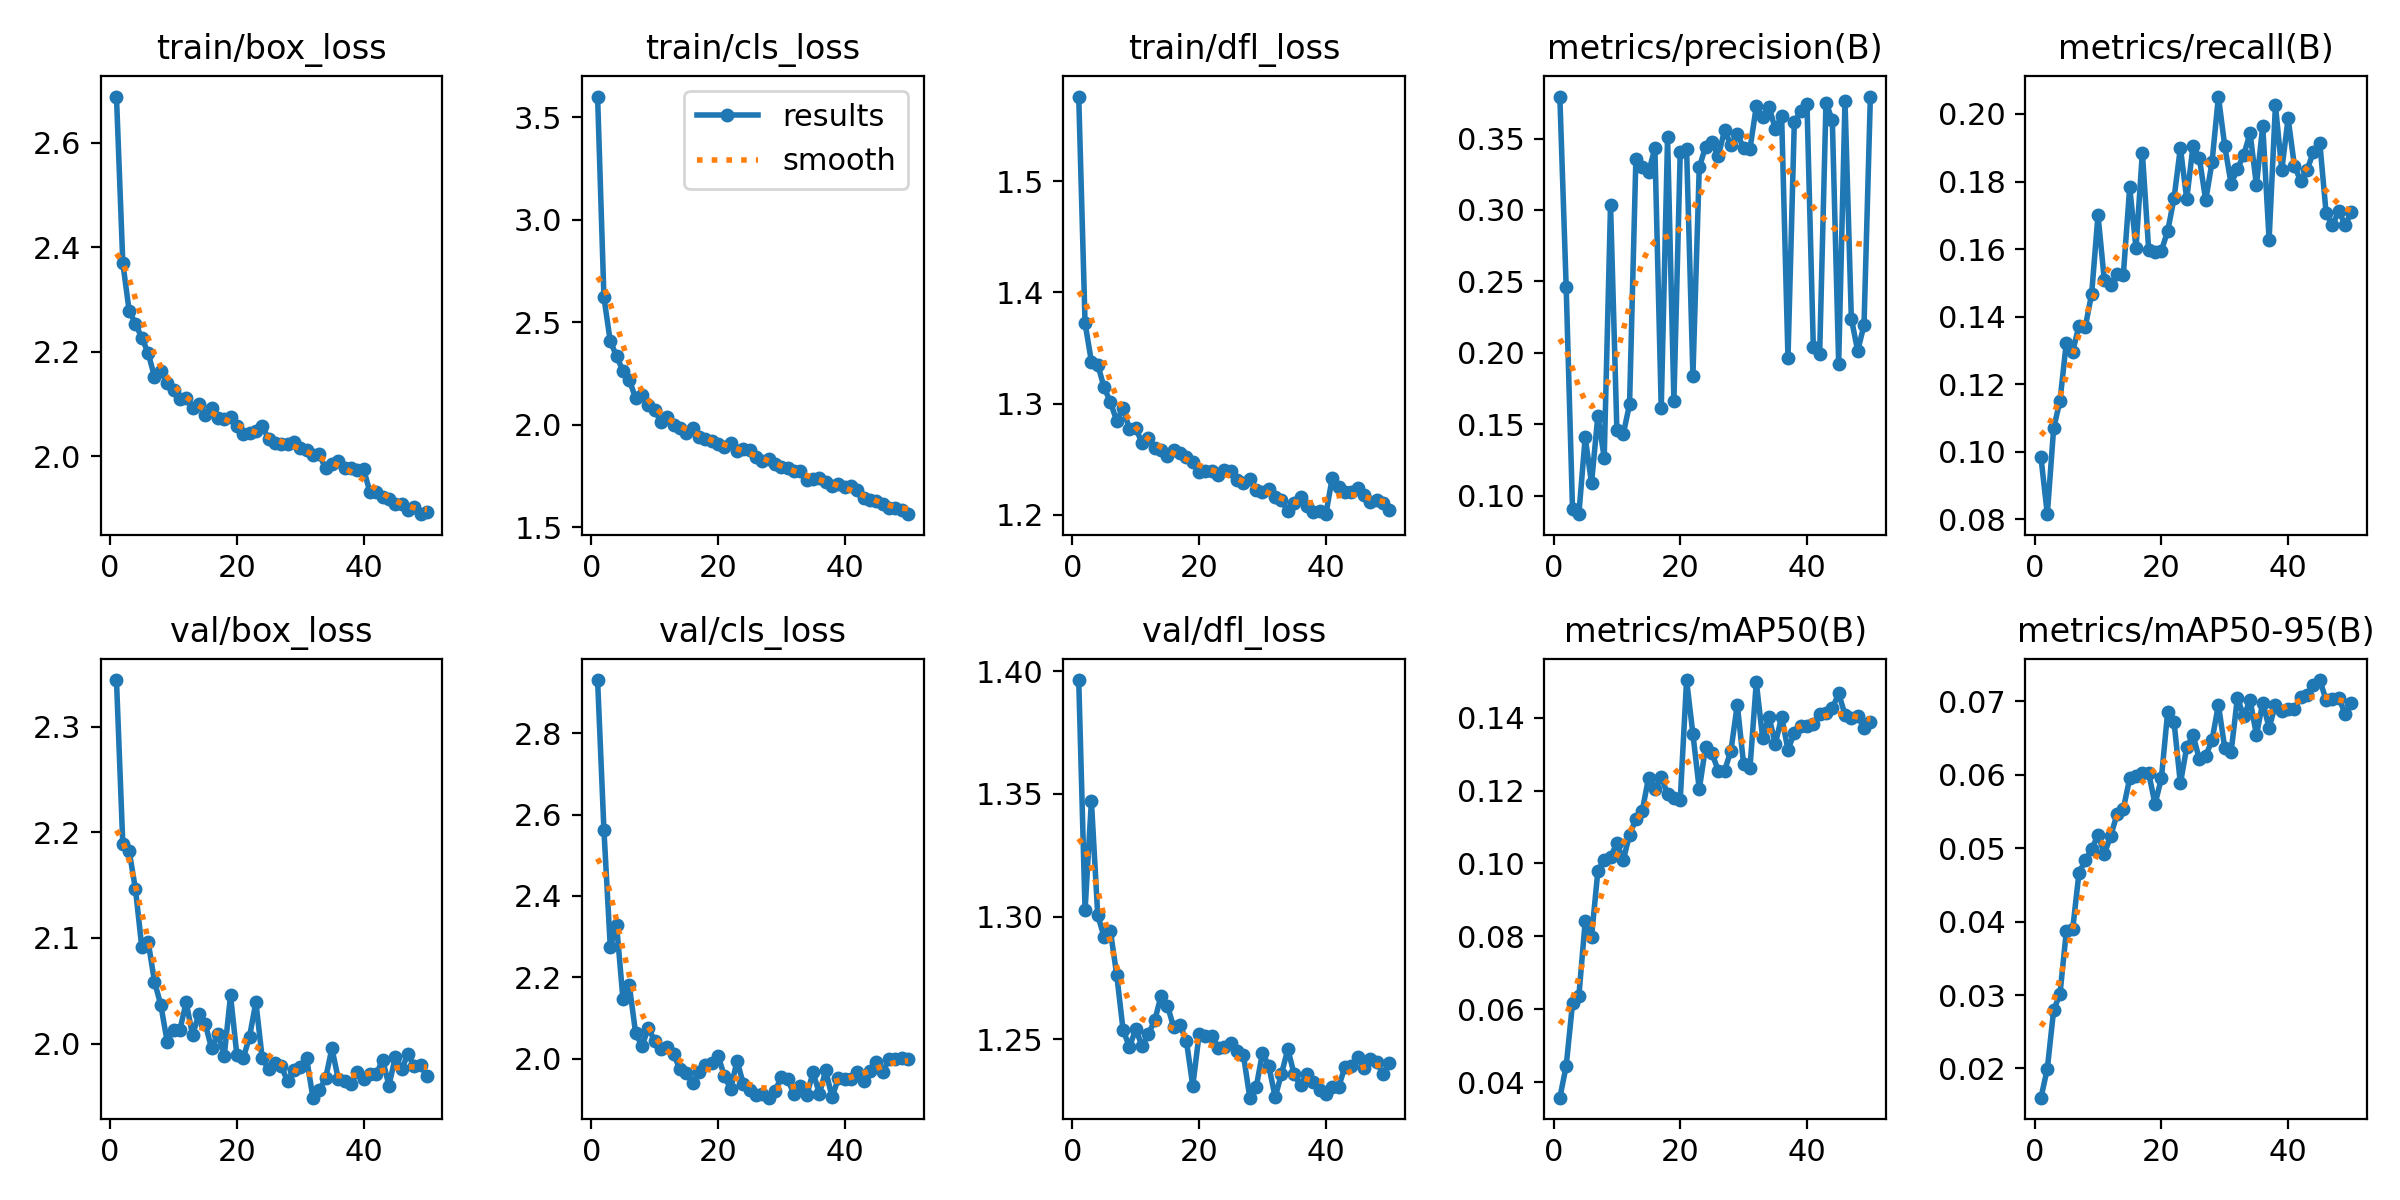 train/box_loss
2.6
2.4
2.2
2.0
0 20 40
train/cls_loss
results
smooth
3.5
3.0
2.5
2.0
1.5
0 20 40
train/dfl_loss
1.5
1.4
1.3
1.2
0 20 40
metrics/precision(B)
0.35
0.30
0.25
0.20
0.15
0.10
0 20 40
metrics/recall(B)
0.20
0.18
0.16
0.14
0.12
0.10
0.08
0 20 40
val/box_loss
2.3
2.2
2.1
2.0
0 20 40
val/cls_loss
2.8
2.6
2.4
2.2
2.0
0 20 40
val/dfl_loss
1.40
1.35
1.30
1.25
0 20 40
metrics/mAP50(B)
0.14
0.12
0.10
0.08
0.06
0.04
0 20 40
metrics/mAP50-95(B)
0.07
0.06
0.05
0.04
0.03
0.02
0 20 40